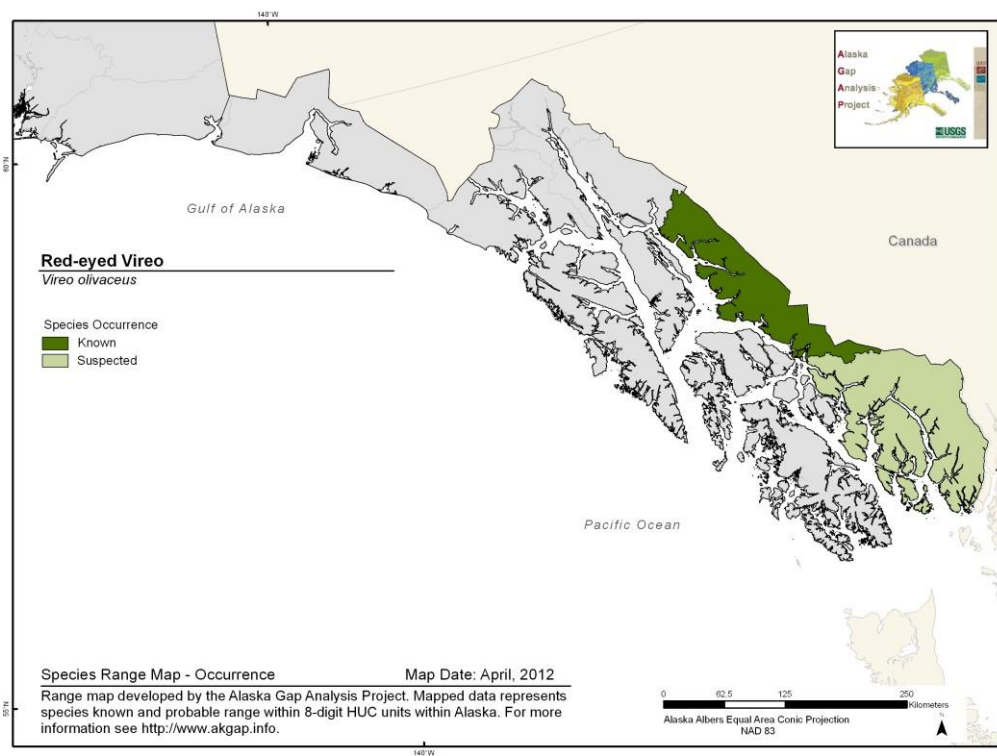 140°W
Alaska
Gap
Analysis
Project
USGS
60°N
Gulf of Alaska
Canada
Red-eyed Vireo
Vireo olivaceus
Species Occurrence
Known
Suspected
Pacific Ocean
Species Range Map - Occurrence Map Date: April, 2012
Range map developed by the Alaska Gap Analysis Project. Mapped data represents
species known and probable range within 8-digit HUC units within Alaska. For more
information see http://www.akgap.info.
0 62.5 125 250
Kilometers
Alaska Albers Equal Area Conic Projection
NAD 83
N
55°N